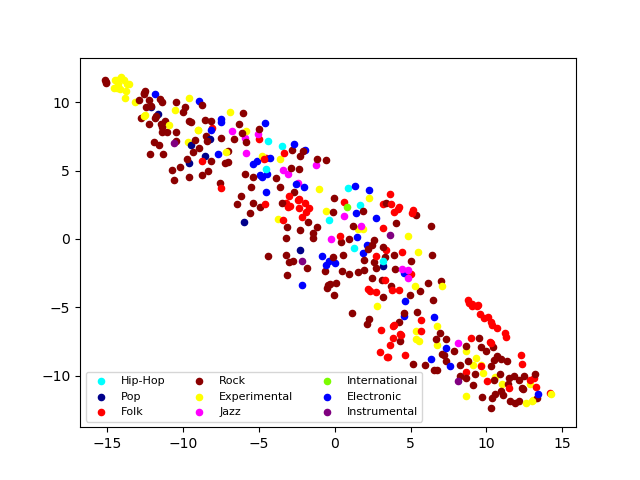 10
5
0
−5
−10
Hip-Hop Rock International
Pop Experimental Electronic
Folk Jazz Instrumental
−15 −10 −5 0 5 10 15